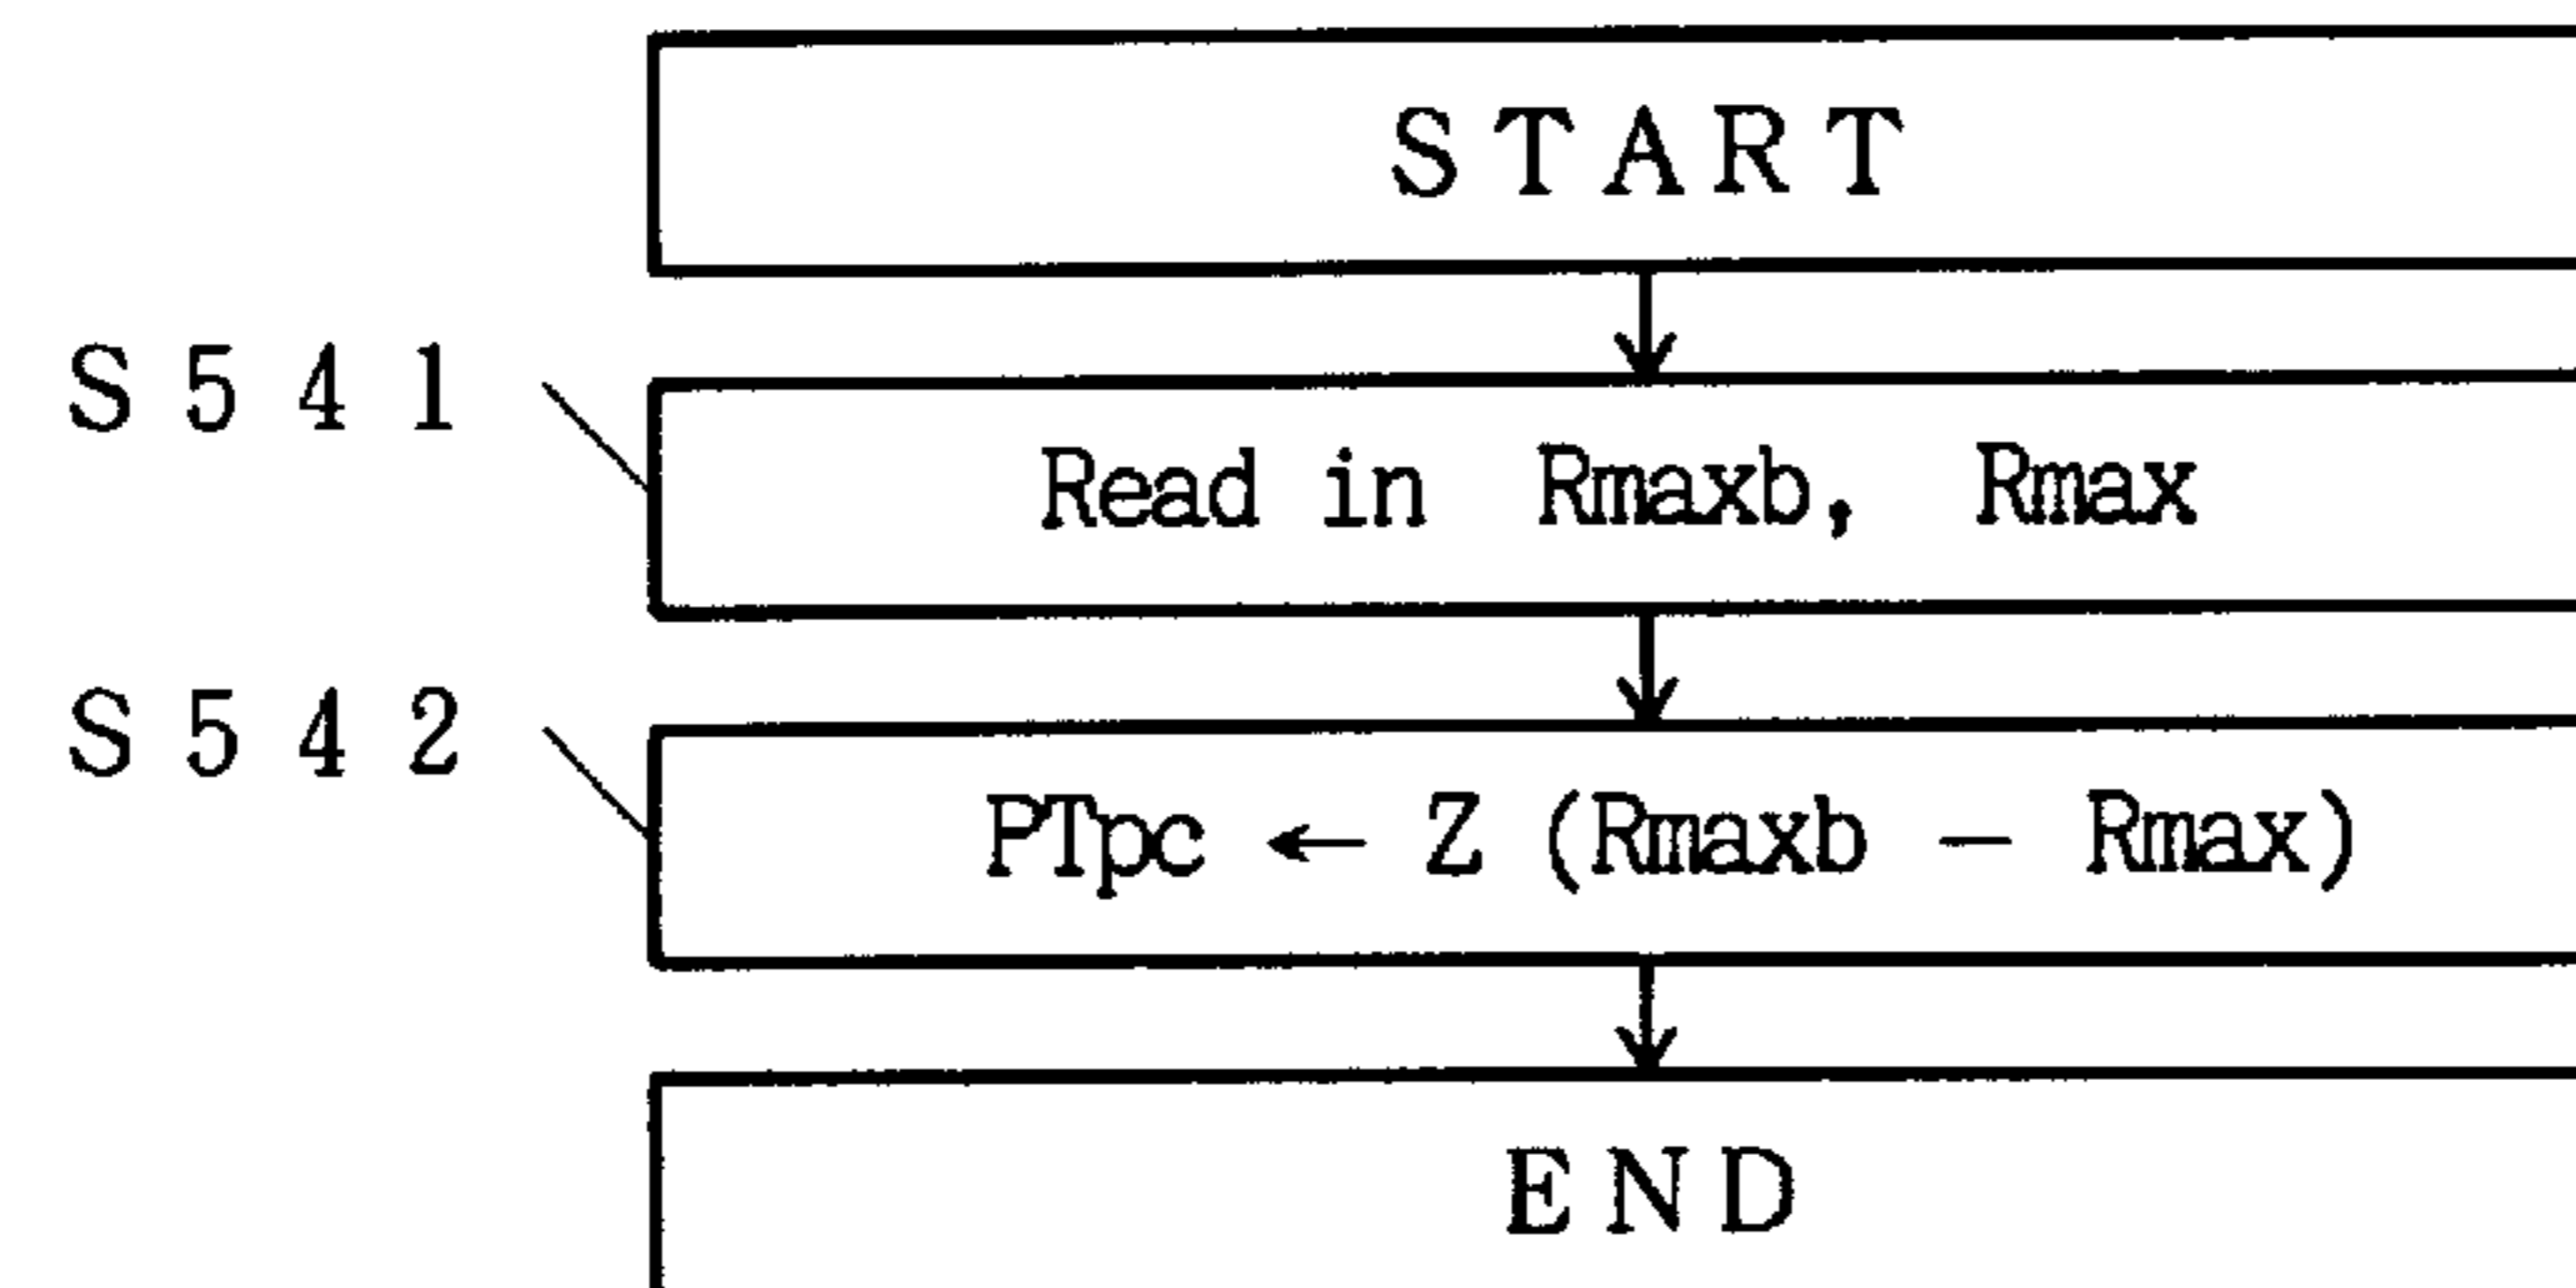 START
S541
Read in Rmaxb, Rmax
S542
PTpc ← Z (Rmaxb − Rmax)
END